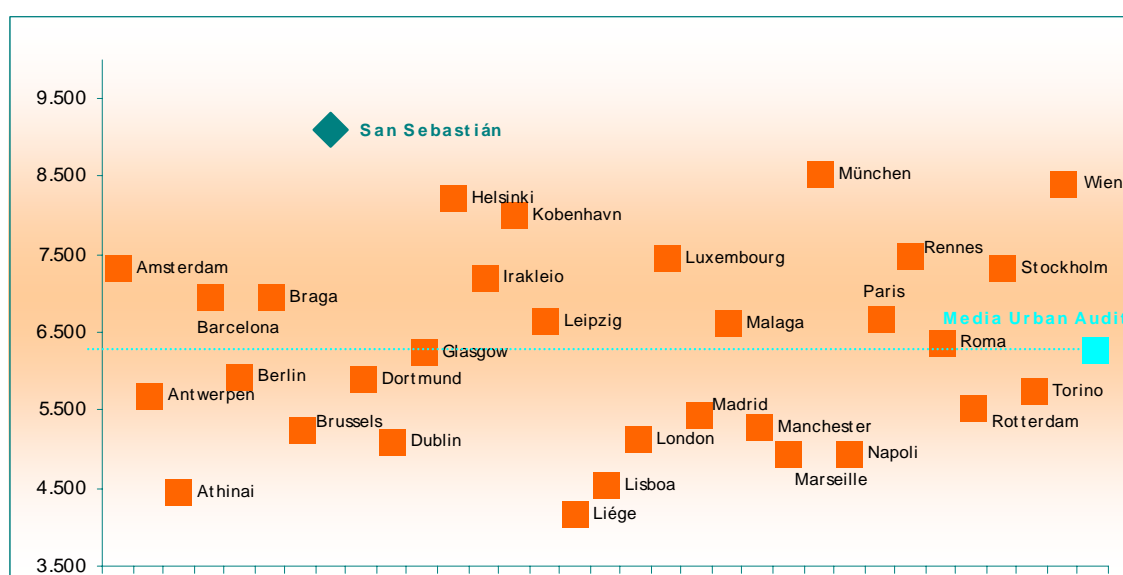 9.500
San Sebastián
8.500
München
Wien
Helsinki
Kobenhavn
7.500
Rennes
Luxembourg
Amsterdam
Stockholm
Irakleio
Braga
Paris
Barcelona
Leipzig
Malaga
Media Urban Audit
6.500
Roma
Glasgow
Berlin
Dortmund
Antwerpen
Torino
5.500
Madrid
Brussels
Rotterdam
Manchester
Dublin
London
Napoli
Marseille
4.500
Athinai
Lisboa
Liége
3.500